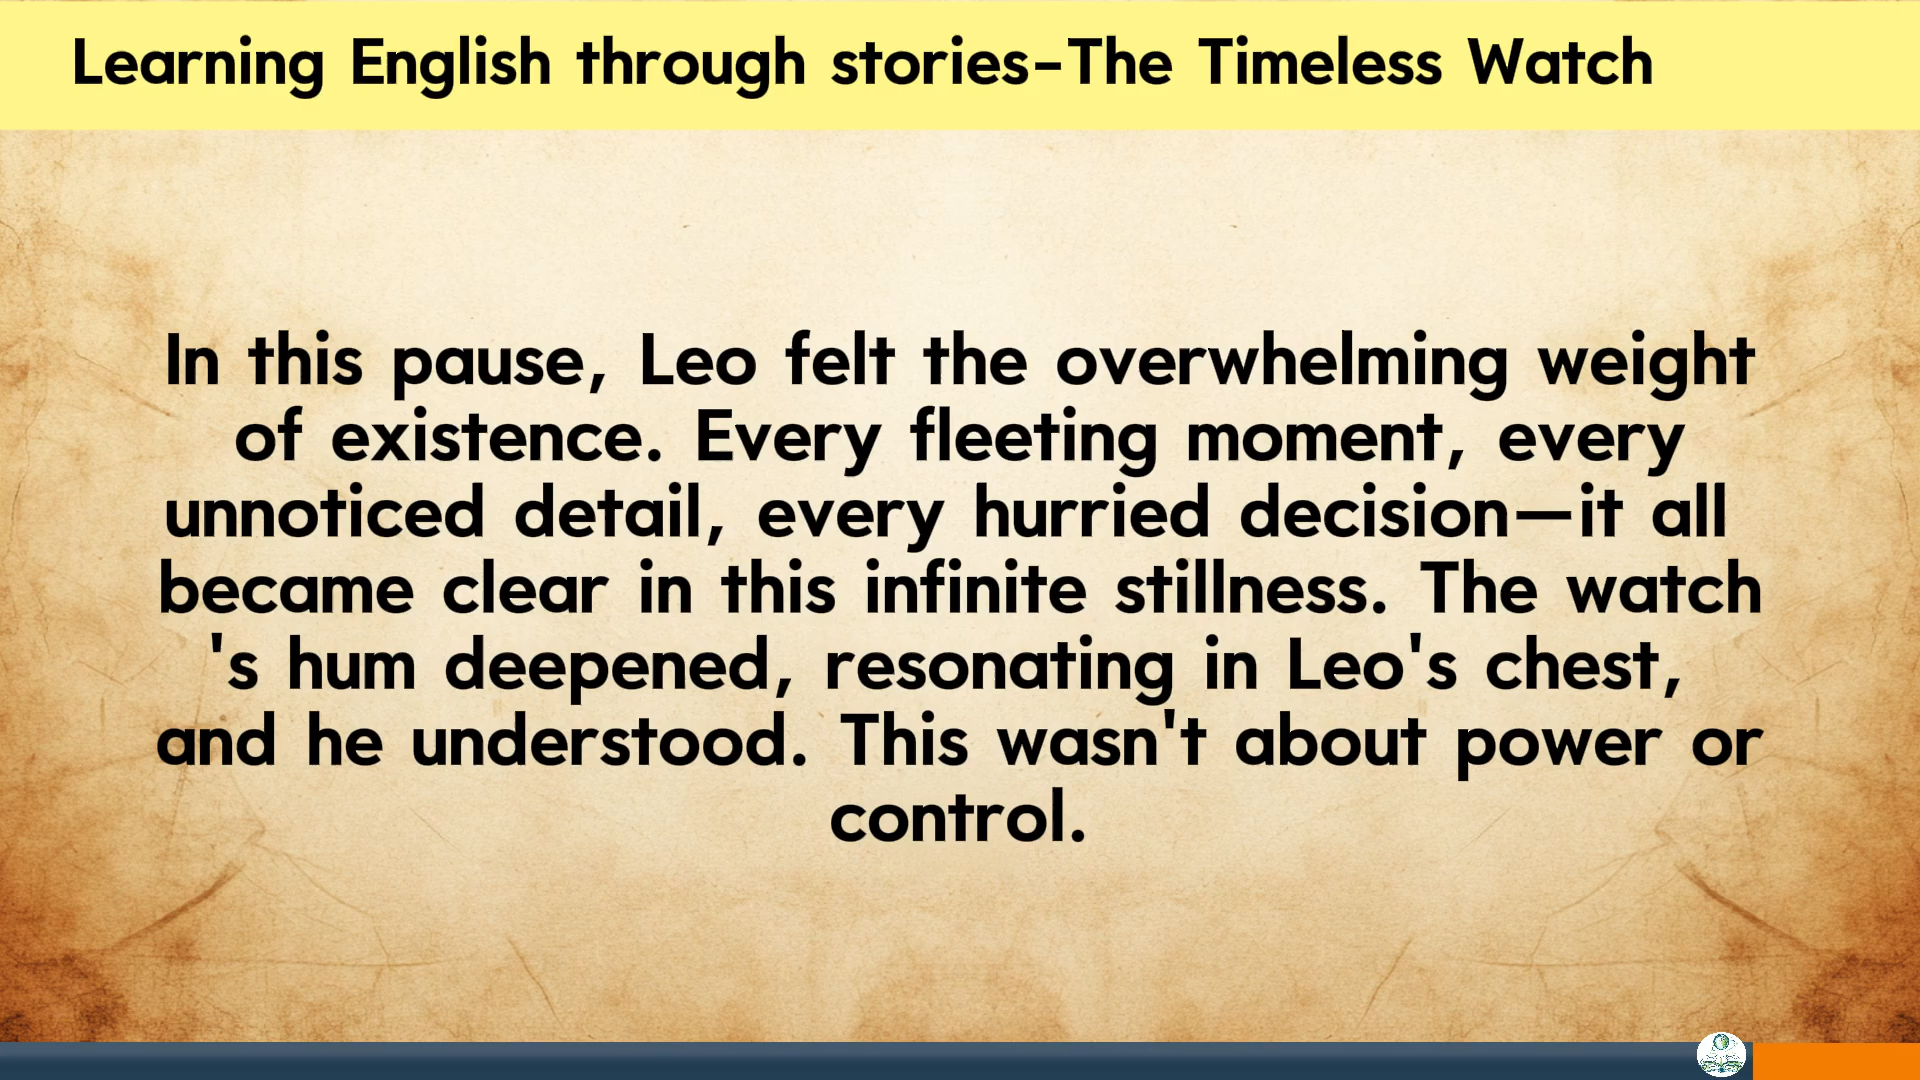 Learning English through stories-The Timeless Watch
In this pause, Leo felt the overwhelming weight
of existence. Every fleeting moment, every
unnoticed detail, every hurried decision—it all
became clear in this infinite stillness. The watch
's hum deepened, resonating in Leo's chest,
and he understood. This wasn't about power or
control.